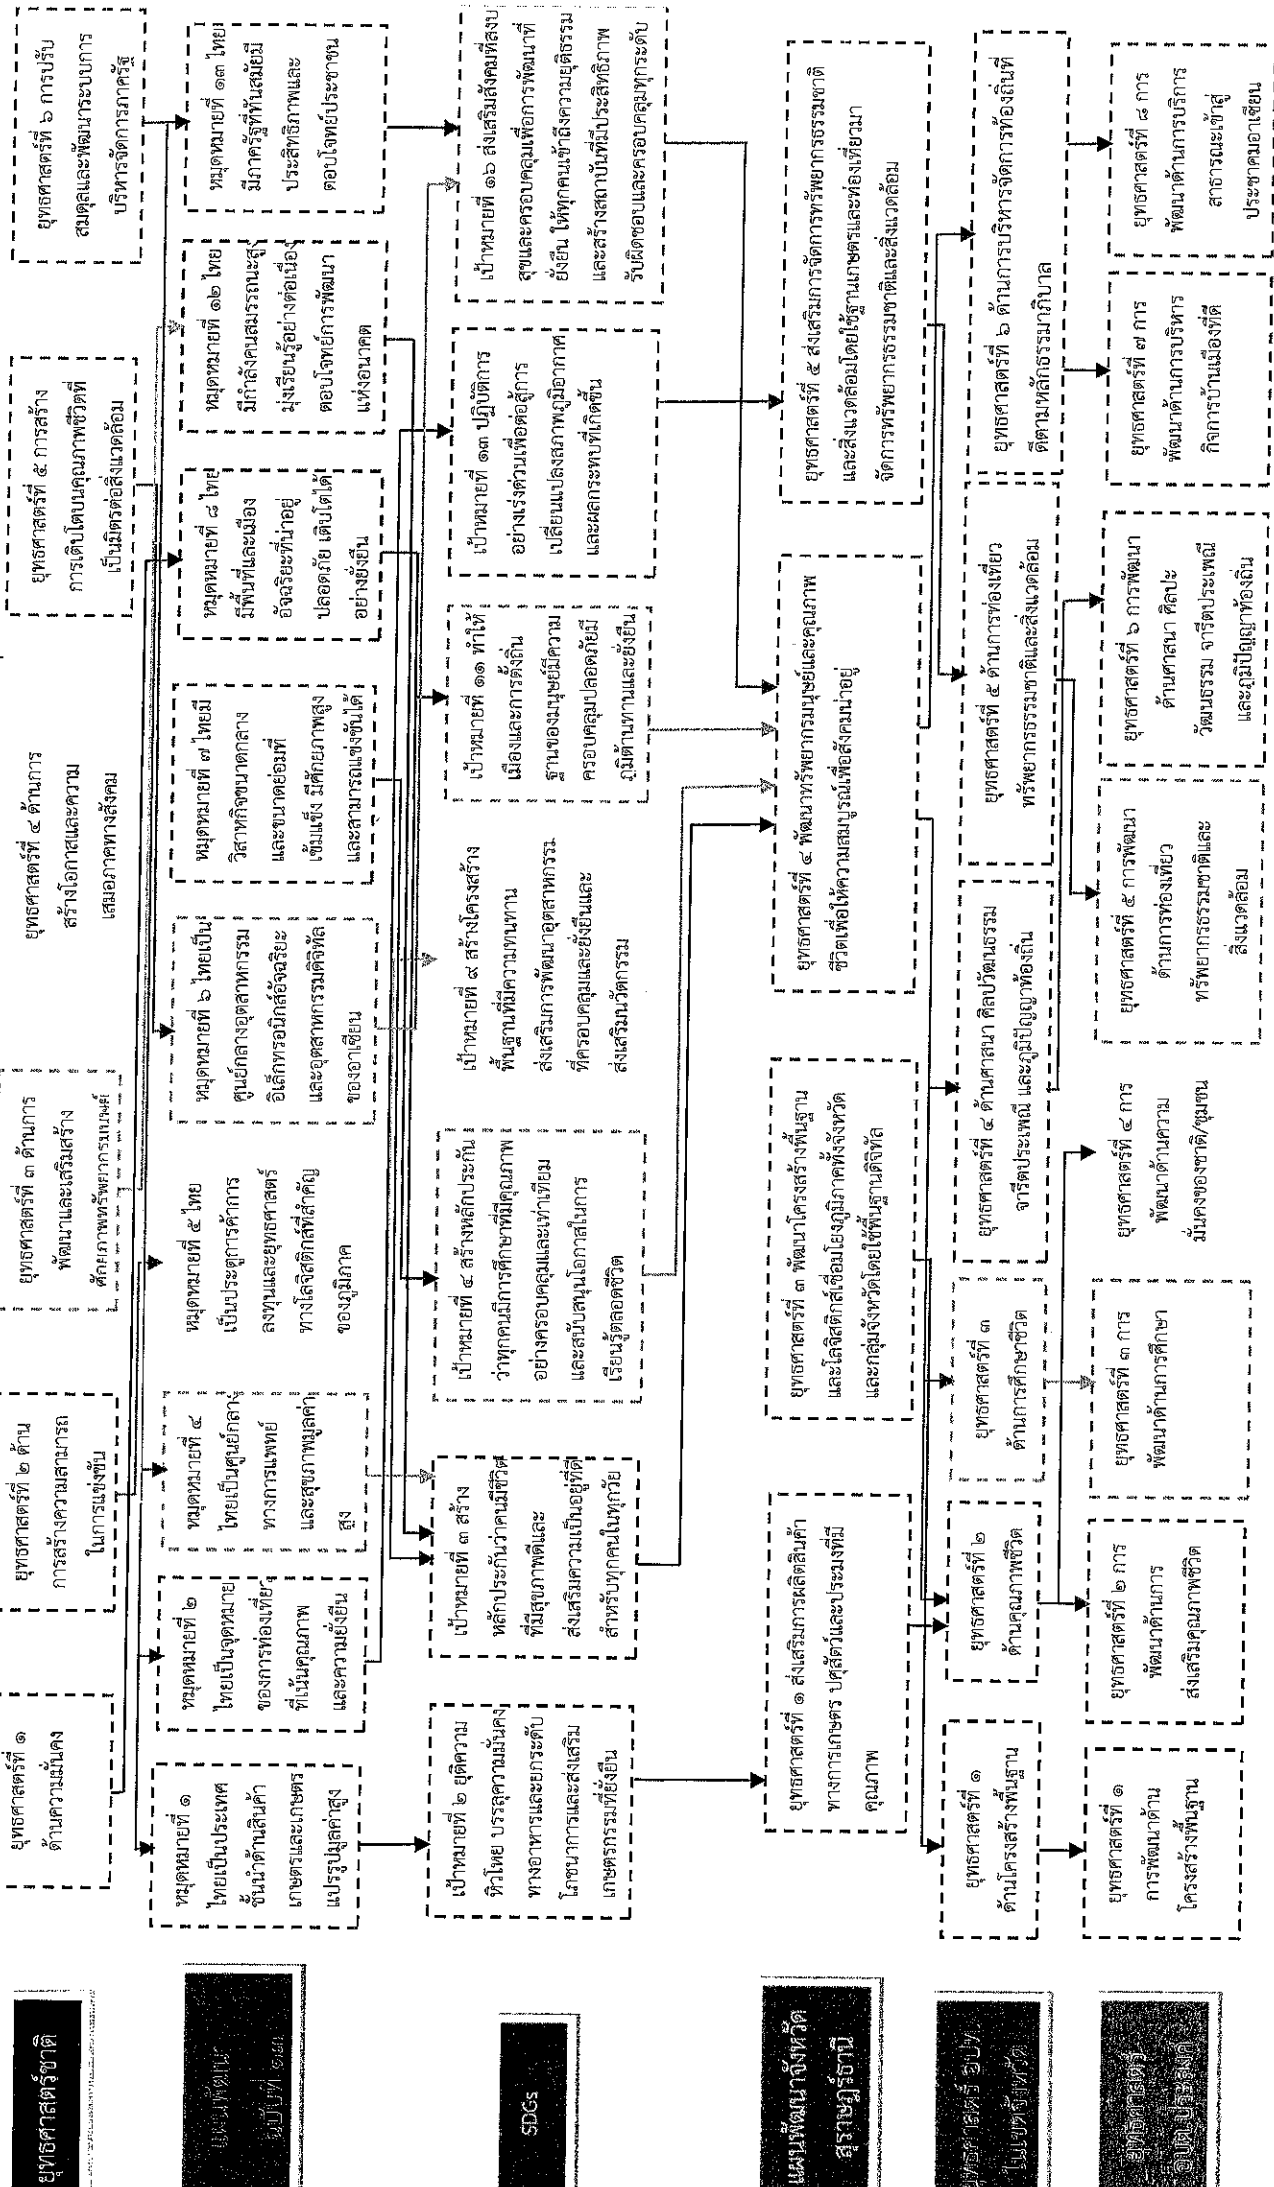 ยุทธศาสตร์ชาติ
ยุทธศาสตร์ที่ ๑
ด้านความมั่นคง
ยุทธศาสตร์ที่ ๒ ด้าน
การสร้างความสามารถ
ในการแข่งขัน
ยุทธศาสตร์ที่ ๓ ด้านการ
พัฒนาและเสริมสร้าง
ศักยภาพทรัพยากรมนุษย์
ยุทธศาสตร์ที่ ๔ ด้านการ
สร้างโอกาสและความ
เสมอภาคทางสังคม
ยุทธศาสตร์ที่ ๕ การสร้าง
การเติบโตบนคุณภาพชีวิตที่
เป็นมิตรต่อสิ่งแวดล้อม
ยุทธศาสตร์ที่ ๖ การปรับ
สมดุลและพัฒนาระบบการ
บริหารจัดการภาครัฐ
แผนพัฒนา
ฉบับที่ ๑๓
หมุดหมายที่ ๑
ไทยเป็นประเทศ
ชั้นนำด้านสินค้า
เกษตรและเกษตร
แปรรูปมูลค่าสูง
หมุดหมายที่ ๒
ไทยเป็นจุดหมาย
ของการท่องเที่ยว
ที่เน้นคุณภาพ
และความยั่งยืน
หมุดหมายที่ ๔
ไทยเป็นศูนย์กลาง
ทางการแพทย์
และสุขภาพมูลค่า
สูง
หมุดหมายที่ ๕ ไทย
เป็นประตูการค้าการ
ลงทุนและยุทธศาสตร์
ทางโลจิสติกส์ที่สำคัญ
ของภูมิภาค
หมุดหมายที่ ๖ ไทยเป็น
ศูนย์กลางอุตสาหกรรม
อิเล็กทรอนิกส์อัจฉริยะ
และอุตสาหกรรมดิจิทัล
ของอาเซียน
หมุดหมายที่ ๗ ไทยมี
วิสาหกิจขนาดกลาง
และขนาดย่อมที่
เข้มแข็ง มีศักยภาพสูง
และสามารถแข่งขันได้
หมุดหมายที่ ๘ ไทย
มีพื้นที่และเมือง
อัจฉริยะที่น่าอยู่
ปลอดภัย เติบโตได้
อย่างยั่งยืน
หมุดหมายที่ ๑๒ ไทย
มีกำลังคนสมรรถนะสูง
มุ่งเรียนรู้อย่างต่อเนื่อง
ตอบโจทย์การพัฒนา
แห่งอนาคต
หมุดหมายที่ ๑๓ ไทย
มีภาครัฐที่ทันสมัยมี
ประสิทธิภาพและ
ตอบโจทย์ประชาชน
SDGs
เป้าหมายที่ ๒ ยุติความ
หิวโหย บรรลุความมั่นคง
ทางอาหารและยกระดับ
โภชนาการและส่งเสริม
เกษตรกรรมที่ยั่งยืน
เป้าหมายที่ ๓ สร้าง
หลักประกันว่าคนมีชีวิต
ที่มีสุขภาพดีและ
ส่งเสริมความเป็นอยู่ที่ดี
สำหรับทุกคนในทุกวัย
เป้าหมายที่ ๔ สร้างหลักประกัน
ว่าทุกคนมีการศึกษาที่มีคุณภาพ
อย่างครอบคลุมและเท่าเทียม
และสนับสนุนโอกาสในการ
เรียนรู้ตลอดชีวิต
เป้าหมายที่ ๙ สร้างโครงสร้าง
พื้นฐานที่มีความทนทาน
ส่งเสริมการพัฒนาอุตสาหกรรม
ที่ครอบคลุมและยั่งยืนและ
ส่งเสริมนวัตกรรม
เป้าหมายที่ ๑๑ ทำให้
เมืองและการตั้งถิ่น
ฐานของมนุษย์มีความ
ครอบคลุมปลอดภัยมี
ภูมิต้านทานและยั่งยืน
เป้าหมายที่ ๑๓ ปฏิบัติการ
อย่างเร่งด่วนเพื่อต่อสู้การ
เปลี่ยนแปลงสภาพภูมิอากาศ
และผลกระทบที่เกิดขึ้น
เป้าหมายที่ ๑๖ ส่งเสริมสังคมที่สงบ
สุขและครอบคลุมเพื่อการพัฒนาที่
ยั่งยืน ให้ทุกคนเข้าถึงความยุติธรรม
และสร้างสถาบันที่มีประสิทธิภาพ
รับผิดชอบและครอบคลุมทุกระดับ
แผนพัฒนาจังหวัด
สุราษฎร์ธานี
ยุทธศาสตร์ที่ ๑ ส่งเสริมการผลิตสินค้า
ทางการเกษตร ปศุสัตว์และประมงที่มี
คุณภาพ
ยุทธศาสตร์ที่ ๓ พัฒนาโครงสร้างพื้นฐาน
และโลจิสติกส์เชื่อมโยงภูมิภาคทั้งจังหวัด
และกลุ่มจังหวัดโดยใช้พื้นฐานดิจิทัล
ยุทธศาสตร์ที่ ๔ พัฒนาทรัพยากรมนุษย์และคุณภาพ
ชีวิตเพื่อให้ความสมบูรณ์เพื่อสังคมน่าอยู่
ยุทธศาสตร์ที่ ๕ ส่งเสริมการจัดการทรัพยากรธรรมชาติ
และสิ่งแวดล้อมโดยใช้ฐานเกษตรและท่องเที่ยวมา
จัดการทรัพยากรธรรมชาติและสิ่งแวดล้อม
ยุทธศาสตร์ อปท.
ในเขตจังหวัด
ยุทธศาสตร์ที่ ๑
ด้านโครงสร้างพื้นฐาน
ยุทธศาสตร์ที่ ๒
ด้านคุณภาพชีวิต
ยุทธศาสตร์ที่ ๓
ด้านการศึกษาชีวิต
ยุทธศาสตร์ที่ ๔ ด้านศาสนา ศิลปวัฒนธรรม
จารีตประเพณี และภูมิปัญญาท้องถิ่น
ยุทธศาสตร์ที่ ๕ ด้านการท่องเที่ยว
ทรัพยากรธรรมชาติและสิ่งแวดล้อม
ยุทธศาสตร์ที่ ๖ ด้านการบริหารจัดการท้องถิ่นที่
ดีตามหลักธรรมาภิบาล
ยุทธศาสตร์
อบต.ประสงค์
ยุทธศาสตร์ที่ ๑
การพัฒนาด้าน
โครงสร้างพื้นฐาน
ยุทธศาสตร์ที่ ๒ การ
พัฒนาด้านการ
ส่งเสริมคุณภาพชีวิต
ยุทธศาสตร์ที่ ๓ การ
พัฒนาด้านการศึกษา
ยุทธศาสตร์ที่ ๔ การ
พัฒนาด้านความ
มั่นคงของชาติ/ชุมชน
ยุทธศาสตร์ที่ ๕ การพัฒนา
ด้านการท่องเที่ยว
ทรัพยากรธรรมชาติและ
สิ่งแวดล้อม
ยุทธศาสตร์ที่ ๖ การพัฒนา
ด้านศาสนา ศิลปะ
วัฒนธรรม จารีตประเพณี
และภูมิปัญญาท้องถิ่น
ยุทธศาสตร์ที่ ๗ การ
พัฒนาด้านการบริหาร
กิจการบ้านเมืองที่ดี
ยุทธศาสตร์ที่ ๘ การ
พัฒนาด้านการบริการ
สาธารณะเข้าสู่
ประชาคมอาเซียน